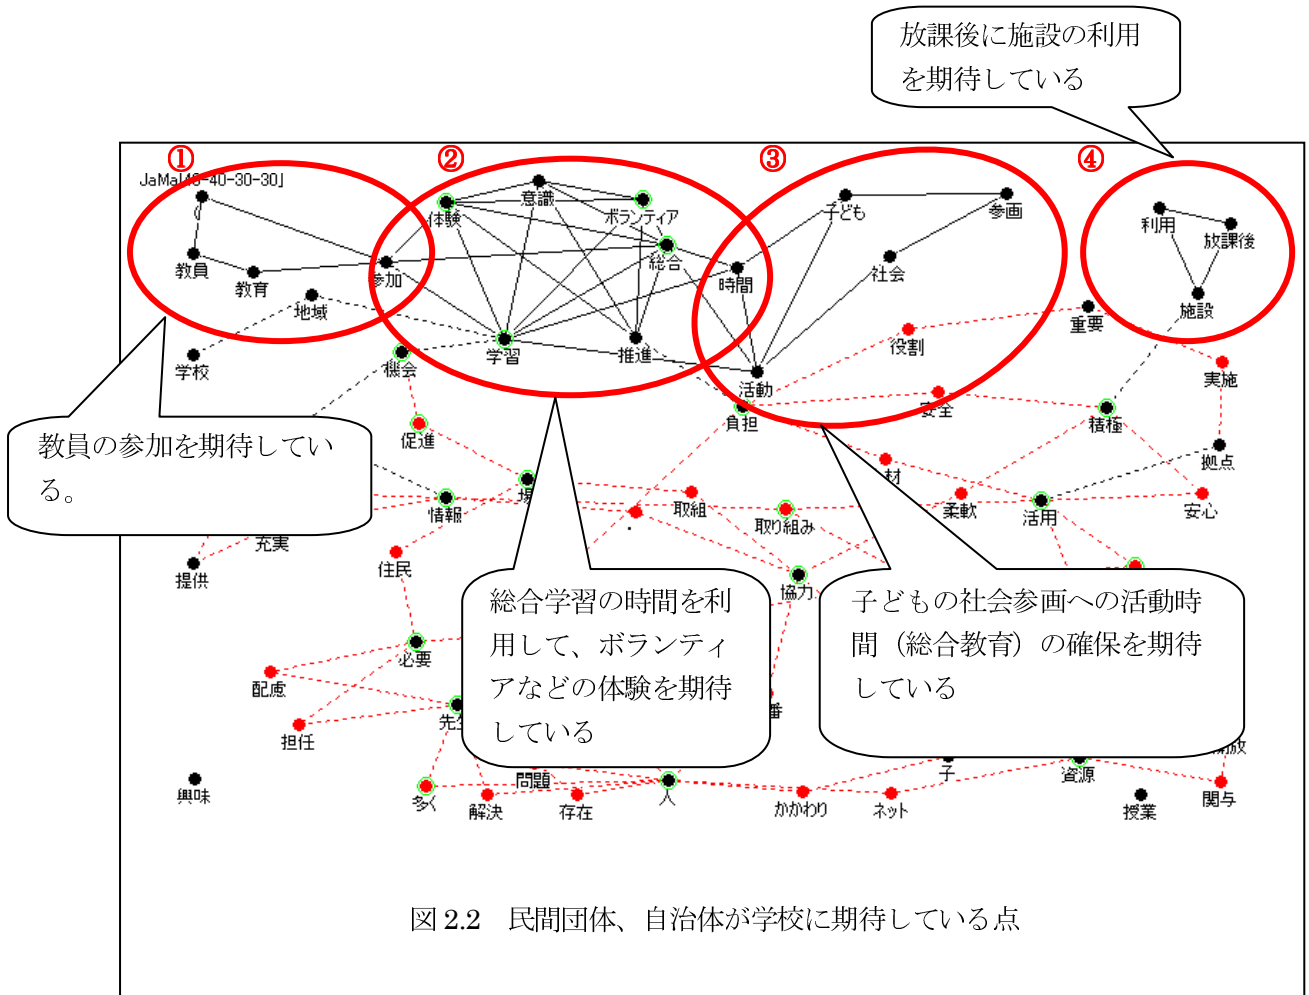 放課後に施設の利用
を期待している
①
②
③
④
JaMa[40-40-30-30]
意識
体験
ボランティア
子ども
参画
利用
放課後
教員
教育
参加
総合
時間
社会
地域
施設
重要
学校
機会
学習
推進
役割
活動
実施
負担
安全
積極
教員の参加を期待してい
る。
促進
材
拠点
情報
場
取組
取り組み
柔軟
活用
安心
充実
提供
住民
協力
総合学習の時間を利
用して、ボランティ
アなどの体験を期待
している
子どもの社会参画への活動時
間（総合教育）の確保を期待
している
必要
配慮
先生
番
担任
放
興味
問題
人
子
資源
多く
解決
存在
かかわり
ネット
授業
関与
図 2.2　民間団体、自治体が学校に期待している点